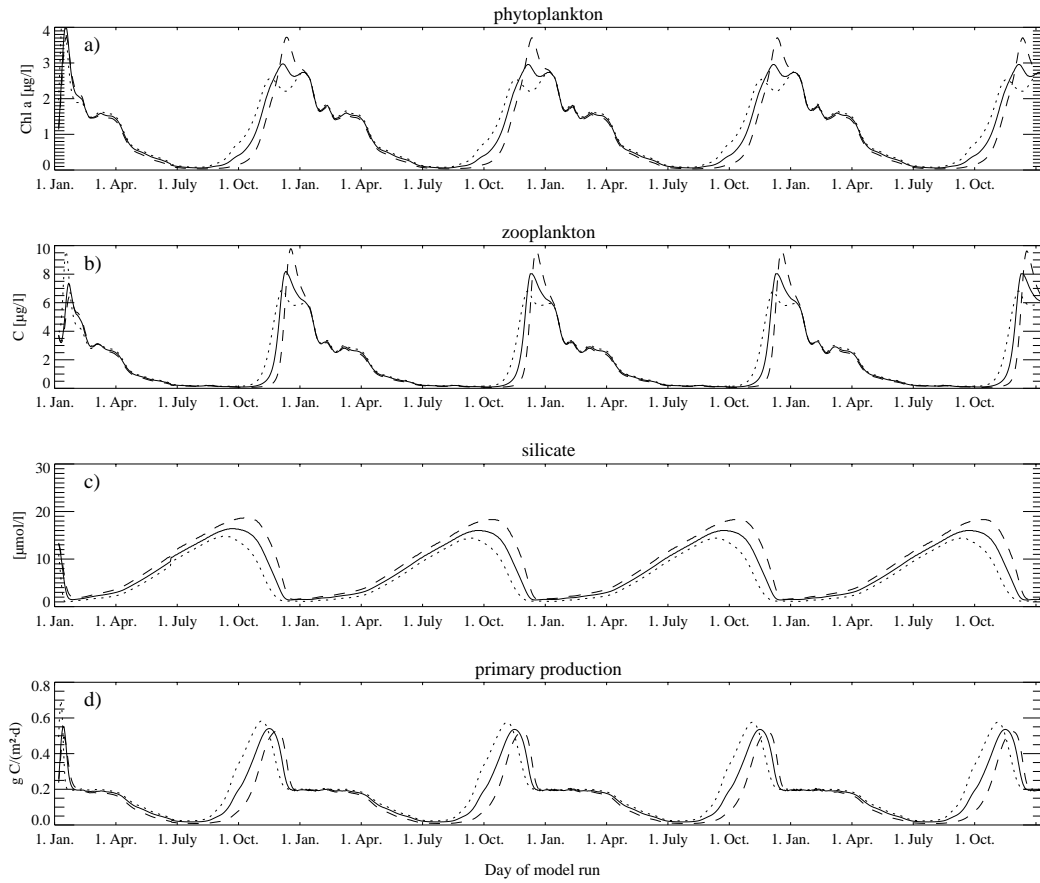 phytoplankton
a)
Chl a [µg/l]
4
3
2
1
0
1. Jan. 1. Apr. 1. July 1. Oct. 1. Jan. 1. Apr. 1. July 1. Oct. 1. Jan. 1. Apr. 1. July 1. Oct. 1. Jan. 1. Apr. 1. July 1. Oct.
zooplankton
b)
C [µg/l]
10
8
6
4
2
0
1. Jan. 1. Apr. 1. July 1. Oct. 1. Jan. 1. Apr. 1. July 1. Oct. 1. Jan. 1. Apr. 1. July 1. Oct. 1. Jan. 1. Apr. 1. July 1. Oct.
silicate
c)
[µmol/l]
30
20
10
0
1. Jan. 1. Apr. 1. July 1. Oct. 1. Jan. 1. Apr. 1. July 1. Oct. 1. Jan. 1. Apr. 1. July 1. Oct. 1. Jan. 1. Apr. 1. July 1. Oct.
primary production
d)
g C/(m²·d)
0.8
0.6
0.4
0.2
0.0
1. Jan. 1. Apr. 1. July 1. Oct. 1. Jan. 1. Apr. 1. July 1. Oct. 1. Jan. 1. Apr. 1. July 1. Oct. 1. Jan. 1. Apr. 1. July 1. Oct.
Day of model run